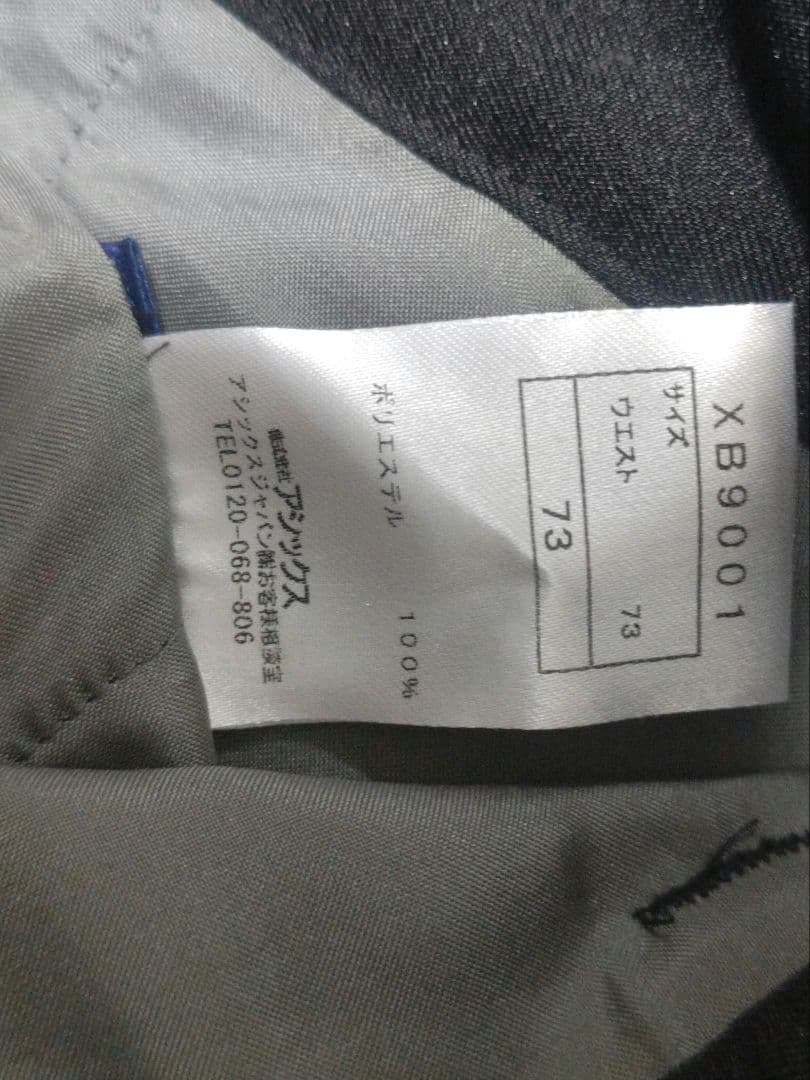 XB9001
サイズ
ウエスト 73
73
ポリエステル 100%
株式会社アシックス
アシックスジャパン㈱お客様相談室
TEL0120-068-806